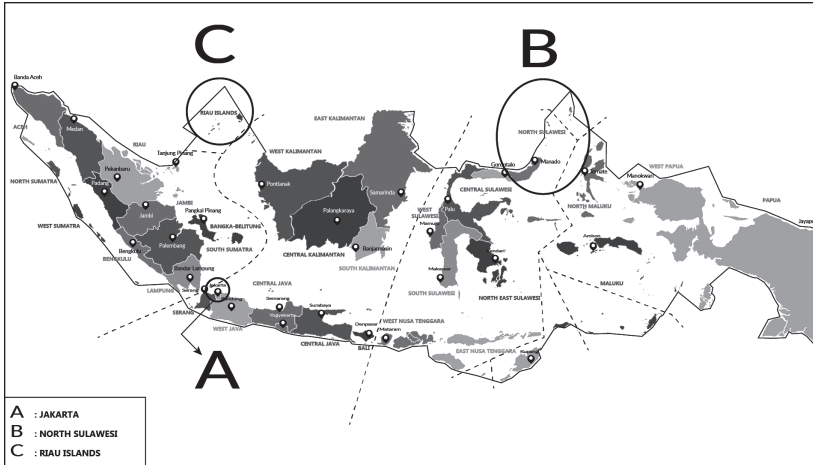 C
B
RIAU ISLANDS
Banda Aceh
EAST KALIMANTAN
NORTH SULAWESI
ACEH
Medan
RIAU
Tanjung Pinang
WEST KALIMANTAN
Gorontalo
Manado
WEST PAPUA
Ternate
Manokwari
Pekanbaru
NORTH SUMATRA
Padang
Pontianak
Samarinda
CENTRAL SULAWESI
PAPUA
JAMBI
Pangkal Pinang
Jambi
WEST SULAWESI
Palu
NORTH MALUKU
Palangkaraya
WEST SUMATRA
BANGKA-BELITUNG
Mamuju
Jayapu
Palembang
Bengkulu
BENGKULU
SOUTH SUMATRA
CENTRAL KALIMANTAN
Banjarmasin
Ambon
Kendari
Bandar Lampung
SOUTH KALIMANTAN
Makassar
SOUTH SULAWESI
MALUKU
LAMPUNG
Serang
Jakarta
CENTRAL JAVA
NORTH EAST SULAWESI
SERANG
Bandung
Semarang
Surabaya
WEST JAVA
Yogyakarta
Denpasar
WEST NUSA TENGGARA
Mataram
CENTRAL JAVA
BALI
EAST NUSA TENGGARA
Kupang
A
A : JAKARTA
B : NORTH SULAWESI
C : RIAU ISLANDS